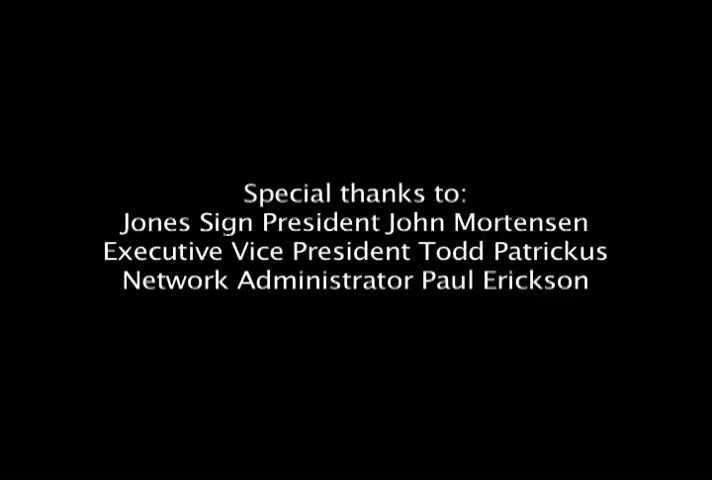 Special thanks to:
Jones Sign President John Mortensen
Executive Vice President Todd Patrickus
Network Administrator Paul Erickson